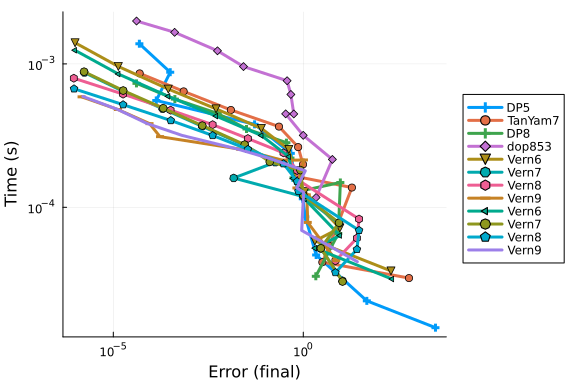 Time (s)
10⁻³
10⁻⁴
10⁻⁵
10⁰
Error (final)
DP5
TanYam7
DP8
dop853
Vern6
Vern7
Vern8
Vern9
Vern6
Vern7
Vern8
Vern9